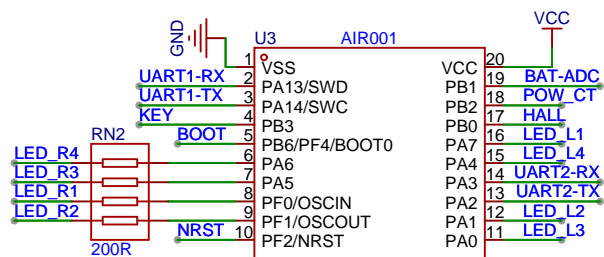 VCC
GND
U3 AIR001
1 VSS VCC 20
UART1-RX 2 PA13/SWD PB1 19 BAT-ADC
UART1-TX 3 PA14/SWC PB2 18 POW_CT
KEY 4 PB3 PB0 17 HALL
RN2 BOOT 5 PB6/PF4/BOOT0 PA7 16 LED_L1
LED_R4 6 PA6 PA4 15 LED_L4
LED_R3 7 PA5 PA3 14 UART2-RX
LED_R1 8 PF0/OSCIN PA2 13 UART2-TX
LED_R2 9 PF1/OSCOUT PA1 12 LED_L2
NRST 10 PF2/NRST PA0 11 LED_L3
200R